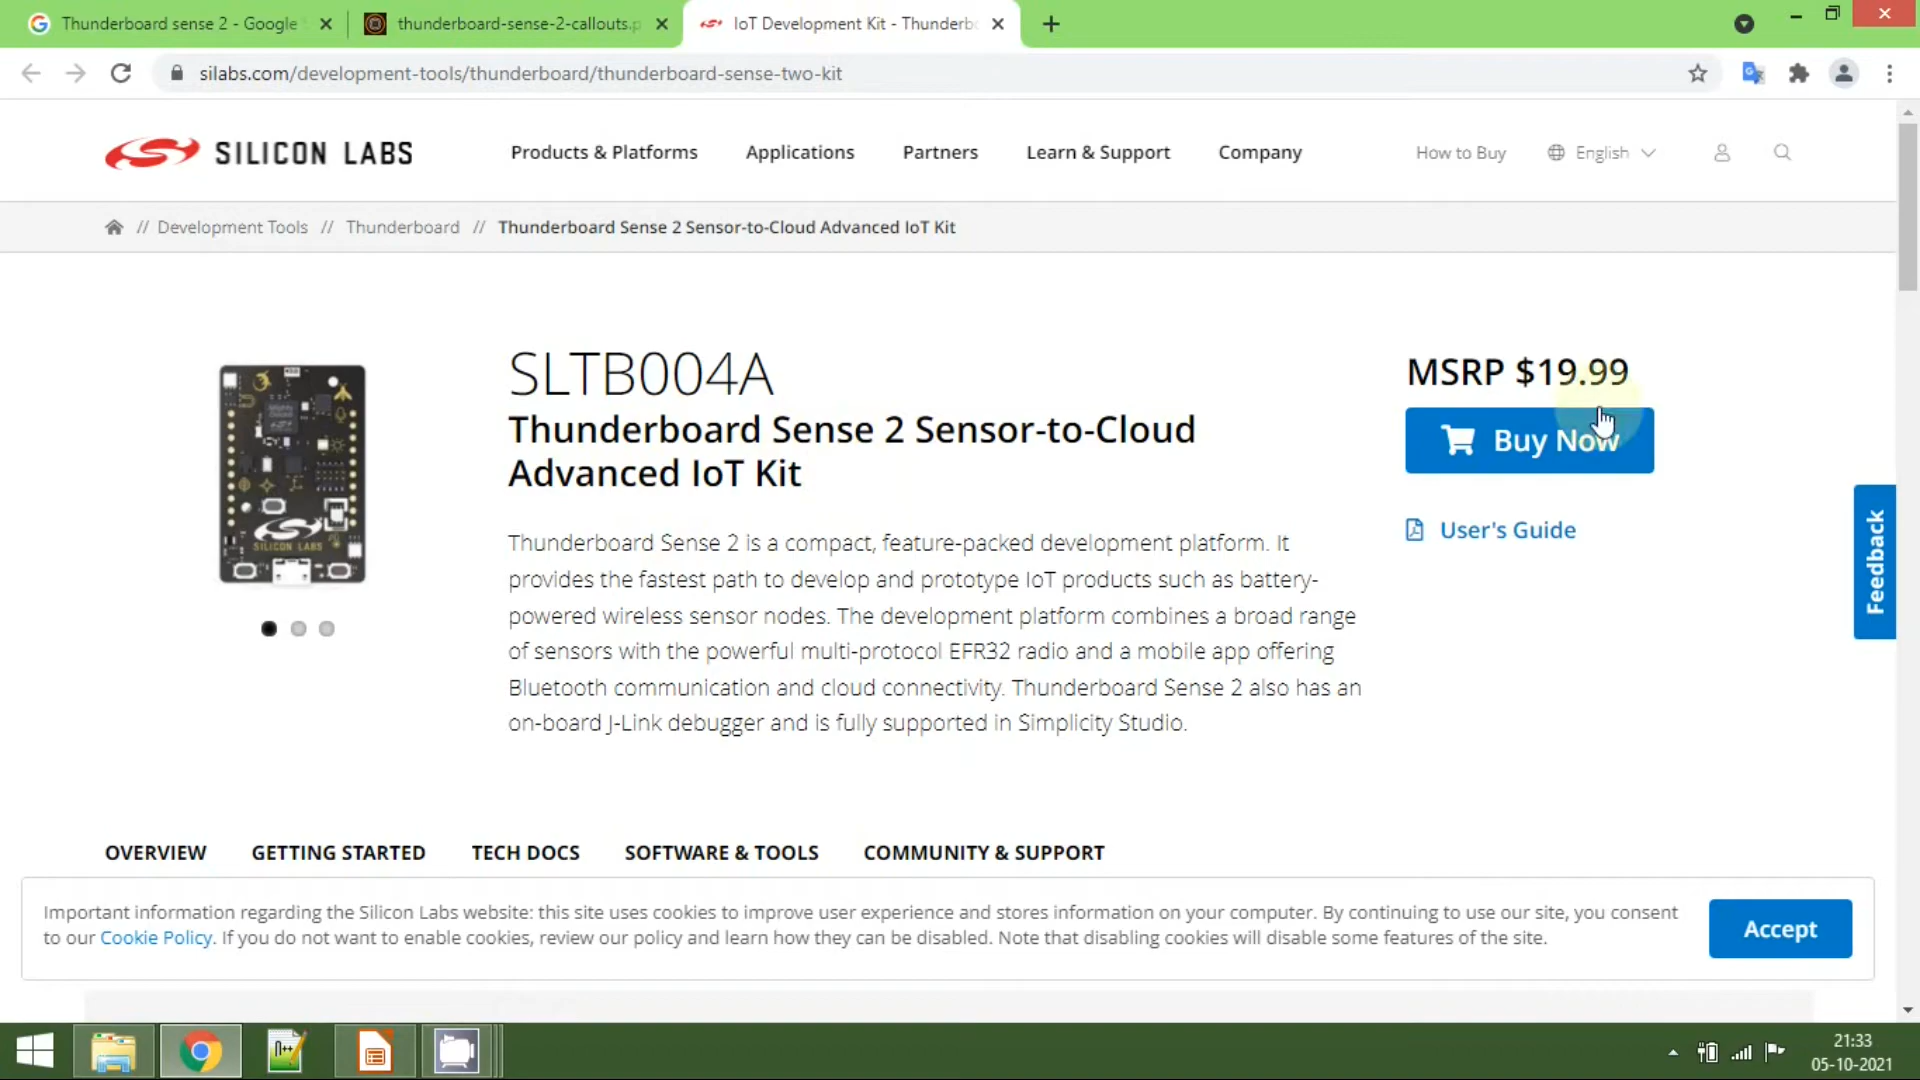 Thunderboard sense 2 - Google
thunderboard-sense-2-callouts.p
IoT Development Kit - Thunderb
silabs.com/development-tools/thunderboard/thunderboard-sense-two-kit
SILICON LABS
Products & Platforms
Applications
Partners
Learn & Support
Company
How to Buy
English
// Development Tools // Thunderboard // Thunderboard Sense 2 Sensor-to-Cloud Advanced IoT Kit
SLTB004A
Thunderboard Sense 2 Sensor-to-Cloud
Advanced IoT Kit
MSRP $19.99
Buy Now
User's Guide
Feedback
SILICON LABS
Thunderboard Sense 2 is a compact, feature-packed development platform. It
provides the fastest path to develop and prototype IoT products such as battery-
powered wireless sensor nodes. The development platform combines a broad range
of sensors with the powerful multi-protocol EFR32 radio and a mobile app offering
Bluetooth communication and cloud connectivity. Thunderboard Sense 2 also has an
on-board J-Link debugger and is fully supported in Simplicity Studio.
OVERVIEW
GETTING STARTED
TECH DOCS
SOFTWARE & TOOLS
COMMUNITY & SUPPORT
Important information regarding the Silicon Labs website: this site uses cookies to improve user experience and stores information on your computer. By continuing to use our site, you consent
to our Cookie Policy. If you do not want to enable cookies, review our policy and learn how they can be disabled. Note that disabling cookies will disable some features of the site.
Accept
21:33
05-10-2021